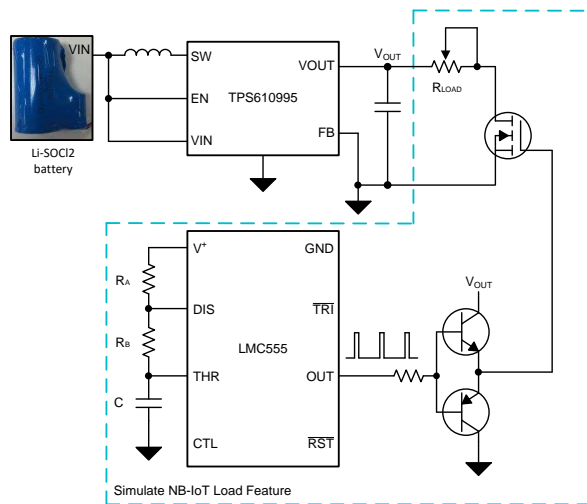 VIN
SW
VOUT
VOUT
RLOAD
EN
TPS610995
FB
VIN
Li-SOCl2
battery
V+
GND
RA
DIS
TRI
VOUT
RB
LMC555
THR
OUT
C
CTL
RST
Simulate NB-IoT Load Feature